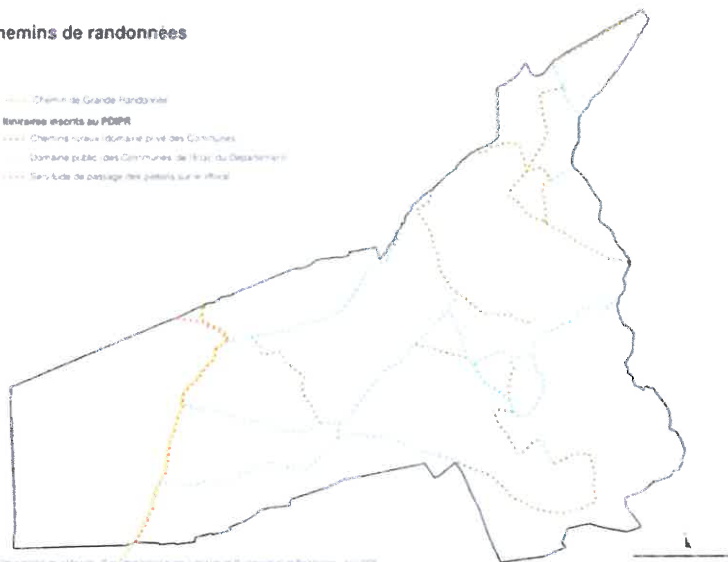 hemins de randonnées
Chemin de Grande Randonnée
Itinéraires inscrits au PDIPR
Chemins ruraux (domaine privé des Communes
Domaine public (des Communes de l'Etat du Département
Servitude de passage des piétons sur le littoral